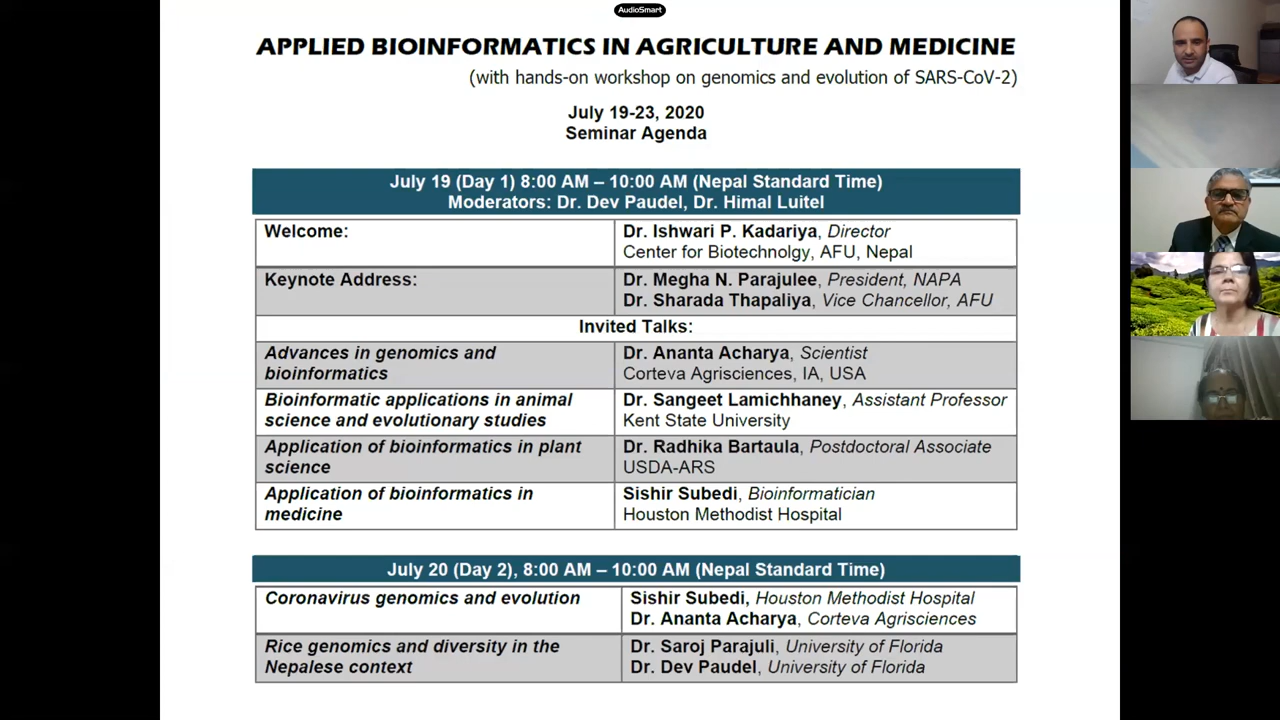 AudioSmart
APPLIED BIOINFORMATICS IN AGRICULTURE AND MEDICINE
(with hands-on workshop on genomics and evolution of SARS-CoV-2)
July 19-23, 2020
Seminar Agenda
July 19 (Day 1) 8:00 AM – 10:00 AM (Nepal Standard Time)
Moderators: Dr. Dev Paudel, Dr. Himal Luitel
Welcome:
Dr. Ishwari P. Kadariya, Director
Center for Biotechnolgy, AFU, Nepal
Keynote Address:
Dr. Megha N. Parajulee, President, NAPA
Dr. Sharada Thapaliya, Vice Chancellor, AFU
Invited Talks:
Advances in genomics and
bioinformatics
Dr. Ananta Acharya, Scientist
Corteva Agrisciences, IA, USA
Bioinformatic applications in animal
science and evolutionary studies
Dr. Sangeet Lamichhaney, Assistant Professor
Kent State University
Application of bioinformatics in plant
science
Dr. Radhika Bartaula, Postdoctoral Associate
USDA-ARS
Application of bioinformatics in
medicine
Sishir Subedi, Bioinformatician
Houston Methodist Hospital
July 20 (Day 2), 8:00 AM – 10:00 AM (Nepal Standard Time)
Coronavirus genomics and evolution
Sishir Subedi, Houston Methodist Hospital
Dr. Ananta Acharya, Corteva Agrisciences
Rice genomics and diversity in the
Nepalese context
Dr. Saroj Parajuli, University of Florida
Dr. Dev Paudel, University of Florida